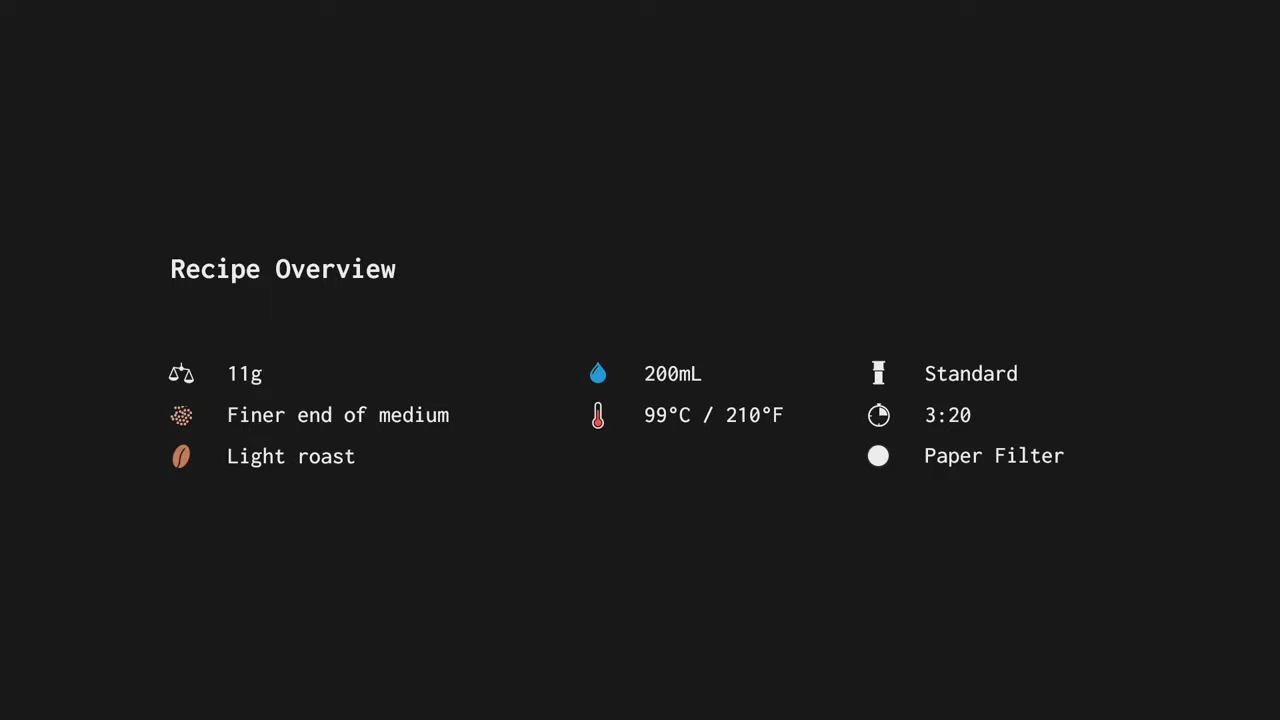 Recipe Overview
11g
Finer end of medium
Light roast
200mL
99°C / 210°F
Standard
3:20
Paper Filter